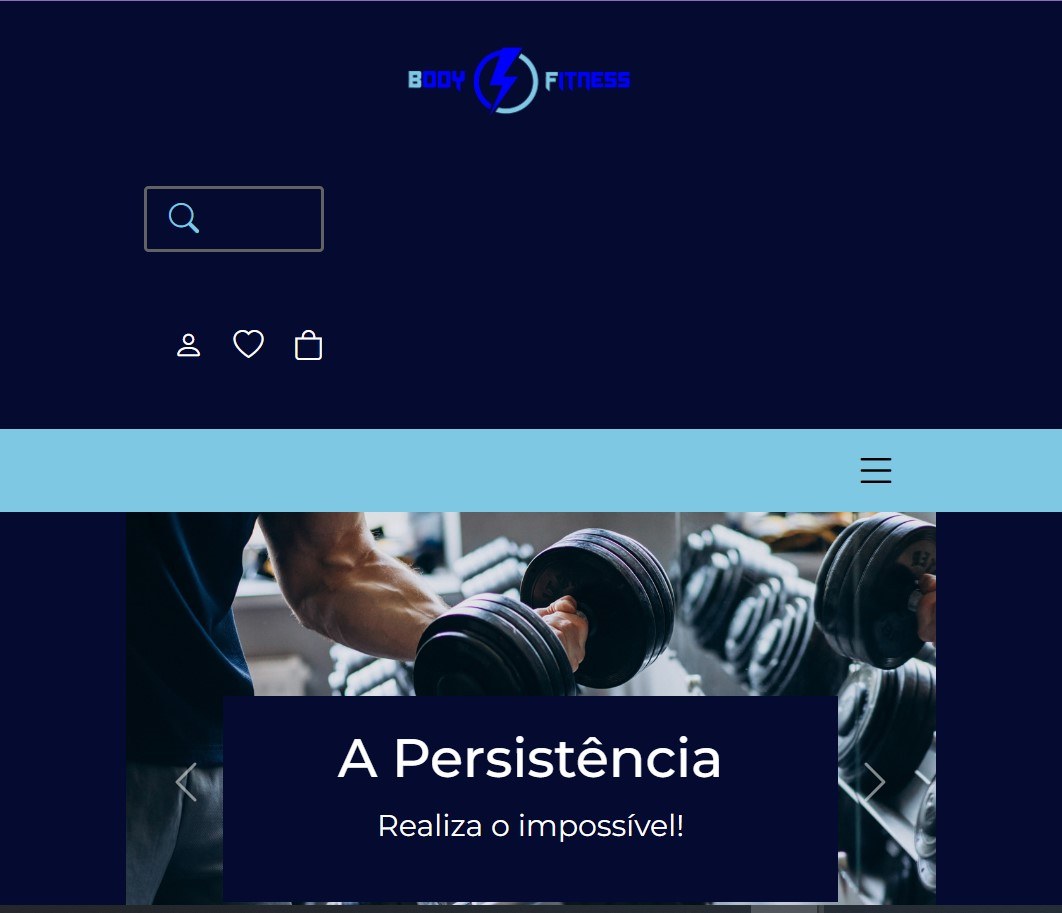 BODY FITNESS
A Persistência
Realiza o impossível!